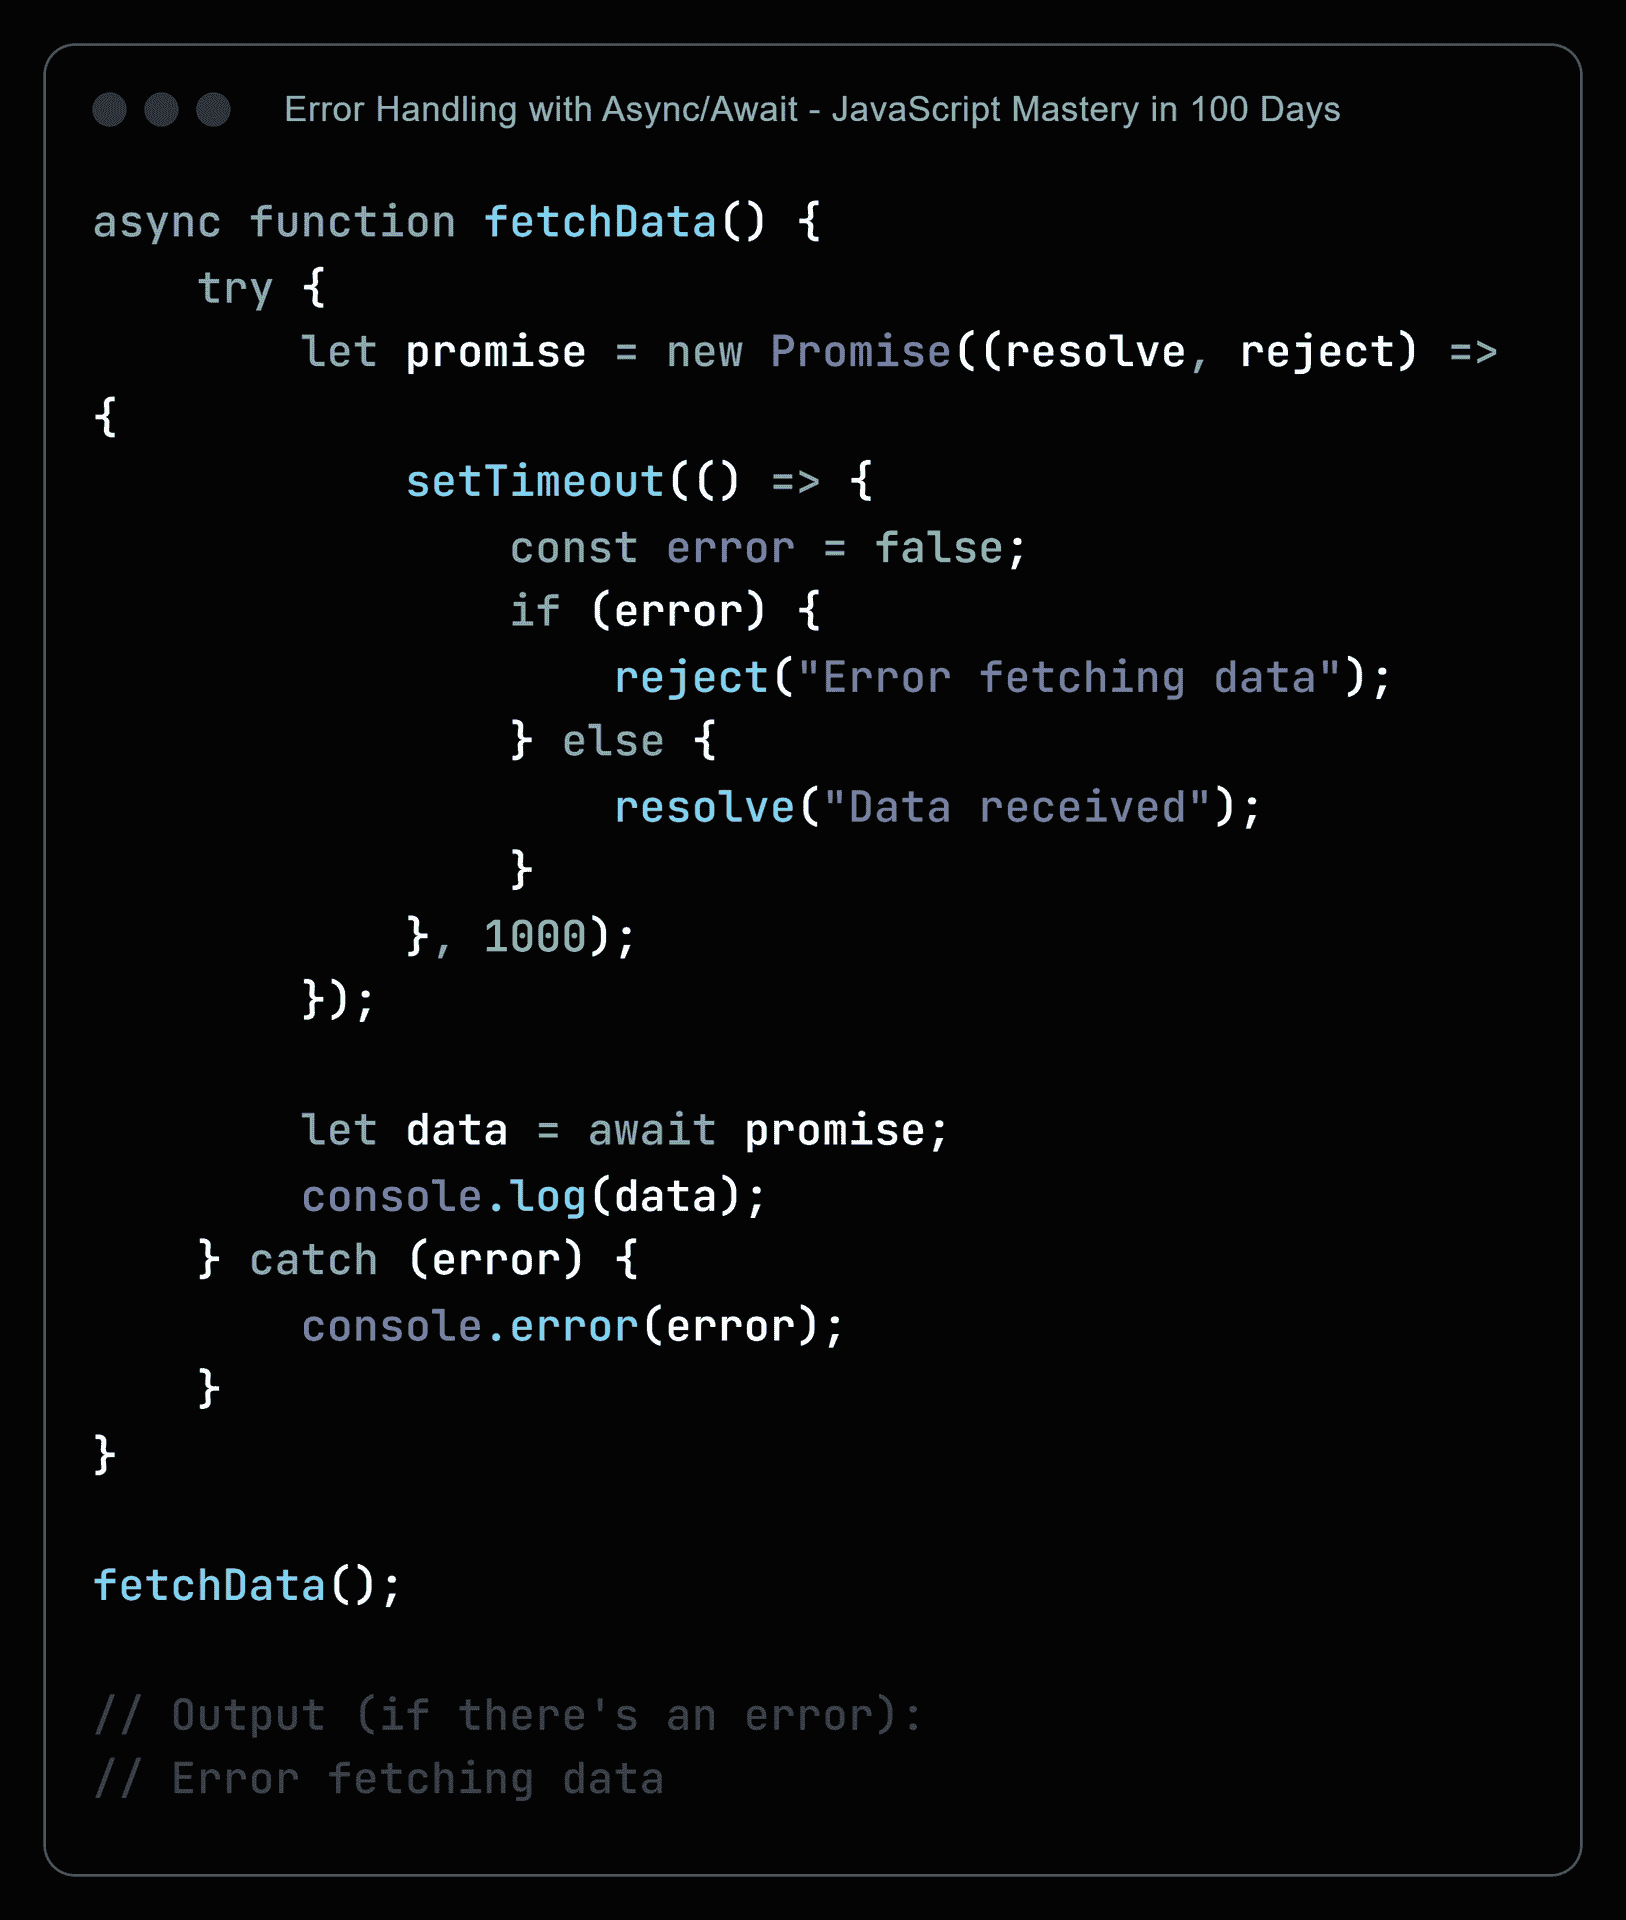 Error Handling with Async/Await - JavaScript Mastery in 100 Days
async function fetchData() {
    try {
        let promise = new Promise((resolve, reject) =>
{
            setTimeout(() => {
                const error = false;
                if (error) {
                    reject("Error fetching data");
                } else {
                    resolve("Data received");
                }
            }, 1000);
        });

        let data = await promise;
        console.log(data);
    } catch (error) {
        console.error(error);
    }
}

fetchData();

// Output (if there's an error):
// Error fetching data